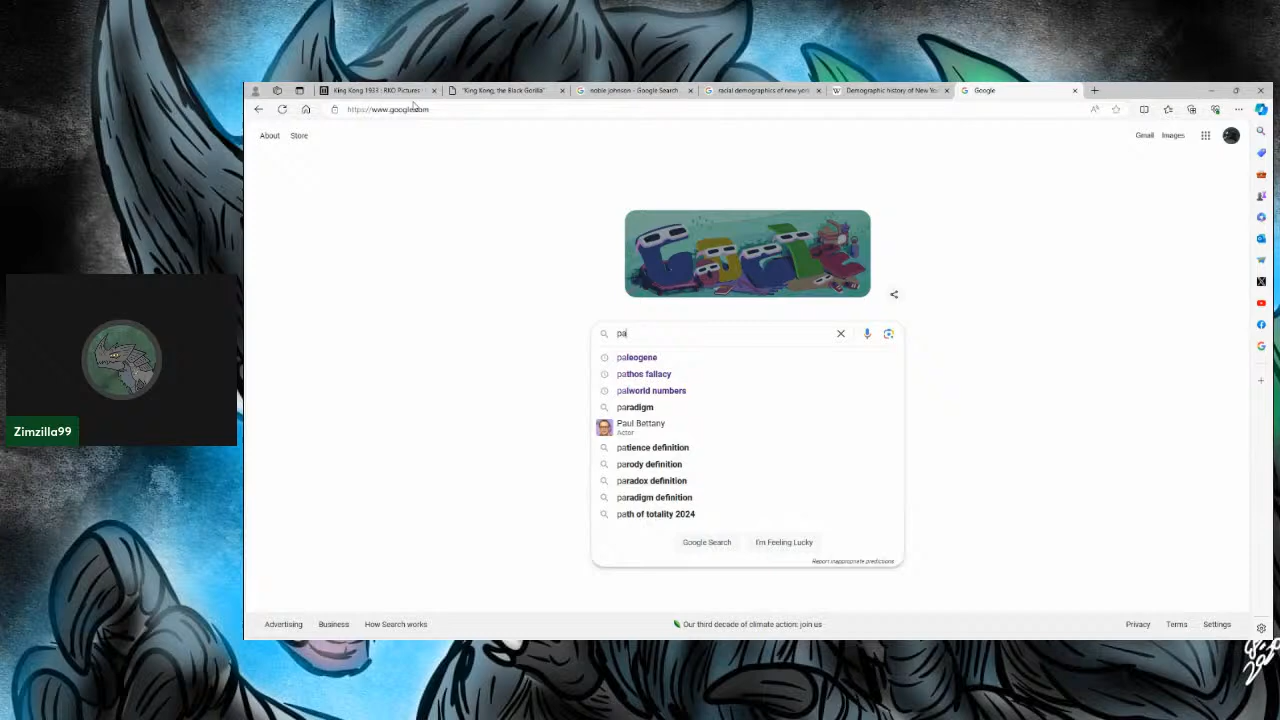 King Kong 1933 : RKO Pictures
"King Kong, the Black Gorilla"
noble johnson - Google Search
racial demographics of new yor
Demographic history of New Yo
Google
https://www.google.com
About
Store
Gmail
Images
pa
paleogene
pathos fallacy
palworld numbers
paradigm
Paul Bettany
Actor
patience definition
parody definition
paradox definition
paradigm definition
path of totality 2024
Google Search
I'm Feeling Lucky
Report inappropriate predictions
Zimzilla99
Advertising
Business
How Search works
Our third decade of climate action: join us
Privacy
Terms
Settings